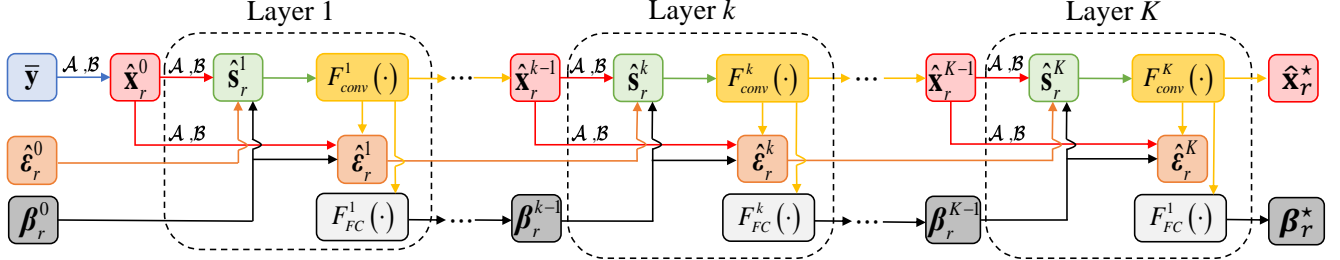 Layer 1 Layer k Layer K
ȳ 𝒜 ,ℬ x̂_r^0 𝒜 ,ℬ ŝ_r^1 F_conv^1 (·) ··· x̂_r^{k-1} 𝒜 ,ℬ ŝ_r^k F_conv^k (·) ··· x̂_r^{K-1} 𝒜 ,ℬ ŝ_r^K F_conv^K (·) x̂_r^⋆
ε̂_r^0 𝒜 ,ℬ ε̂_r^1 𝒜 ,ℬ ε̂_r^k 𝒜 ,ℬ ε̂_r^K
β_r^0 F_FC^1 (·) ··· β_r^{k-1} F_FC^k (·) ··· β_r^{K-1} F_FC^1 (·) β_r^⋆